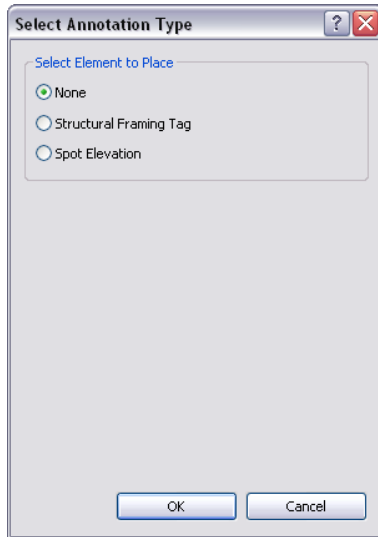 Select Annotation Type
Select Element to Place
None
Structural Framing Tag
Spot Elevation
OK
Cancel